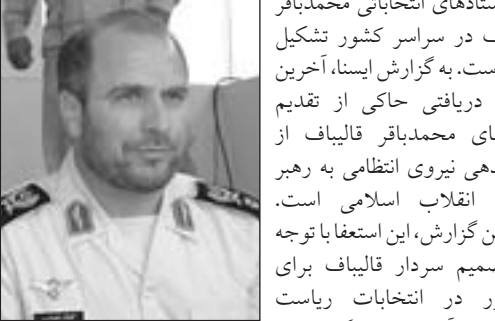 ستادهای انتخاباتی محمدباقر
در سراسر کشور تشکیل
است. به گزارش ایسنا، آخرین
دریافتی حاکی از تقدیم
محمدباقر قالیباف از
نیروی انتظامی به رهبر
انقلاب اسلامی است.
گزارش، این استعفا با توجه
سردار قالیباف برای
در انتخابات ریاست